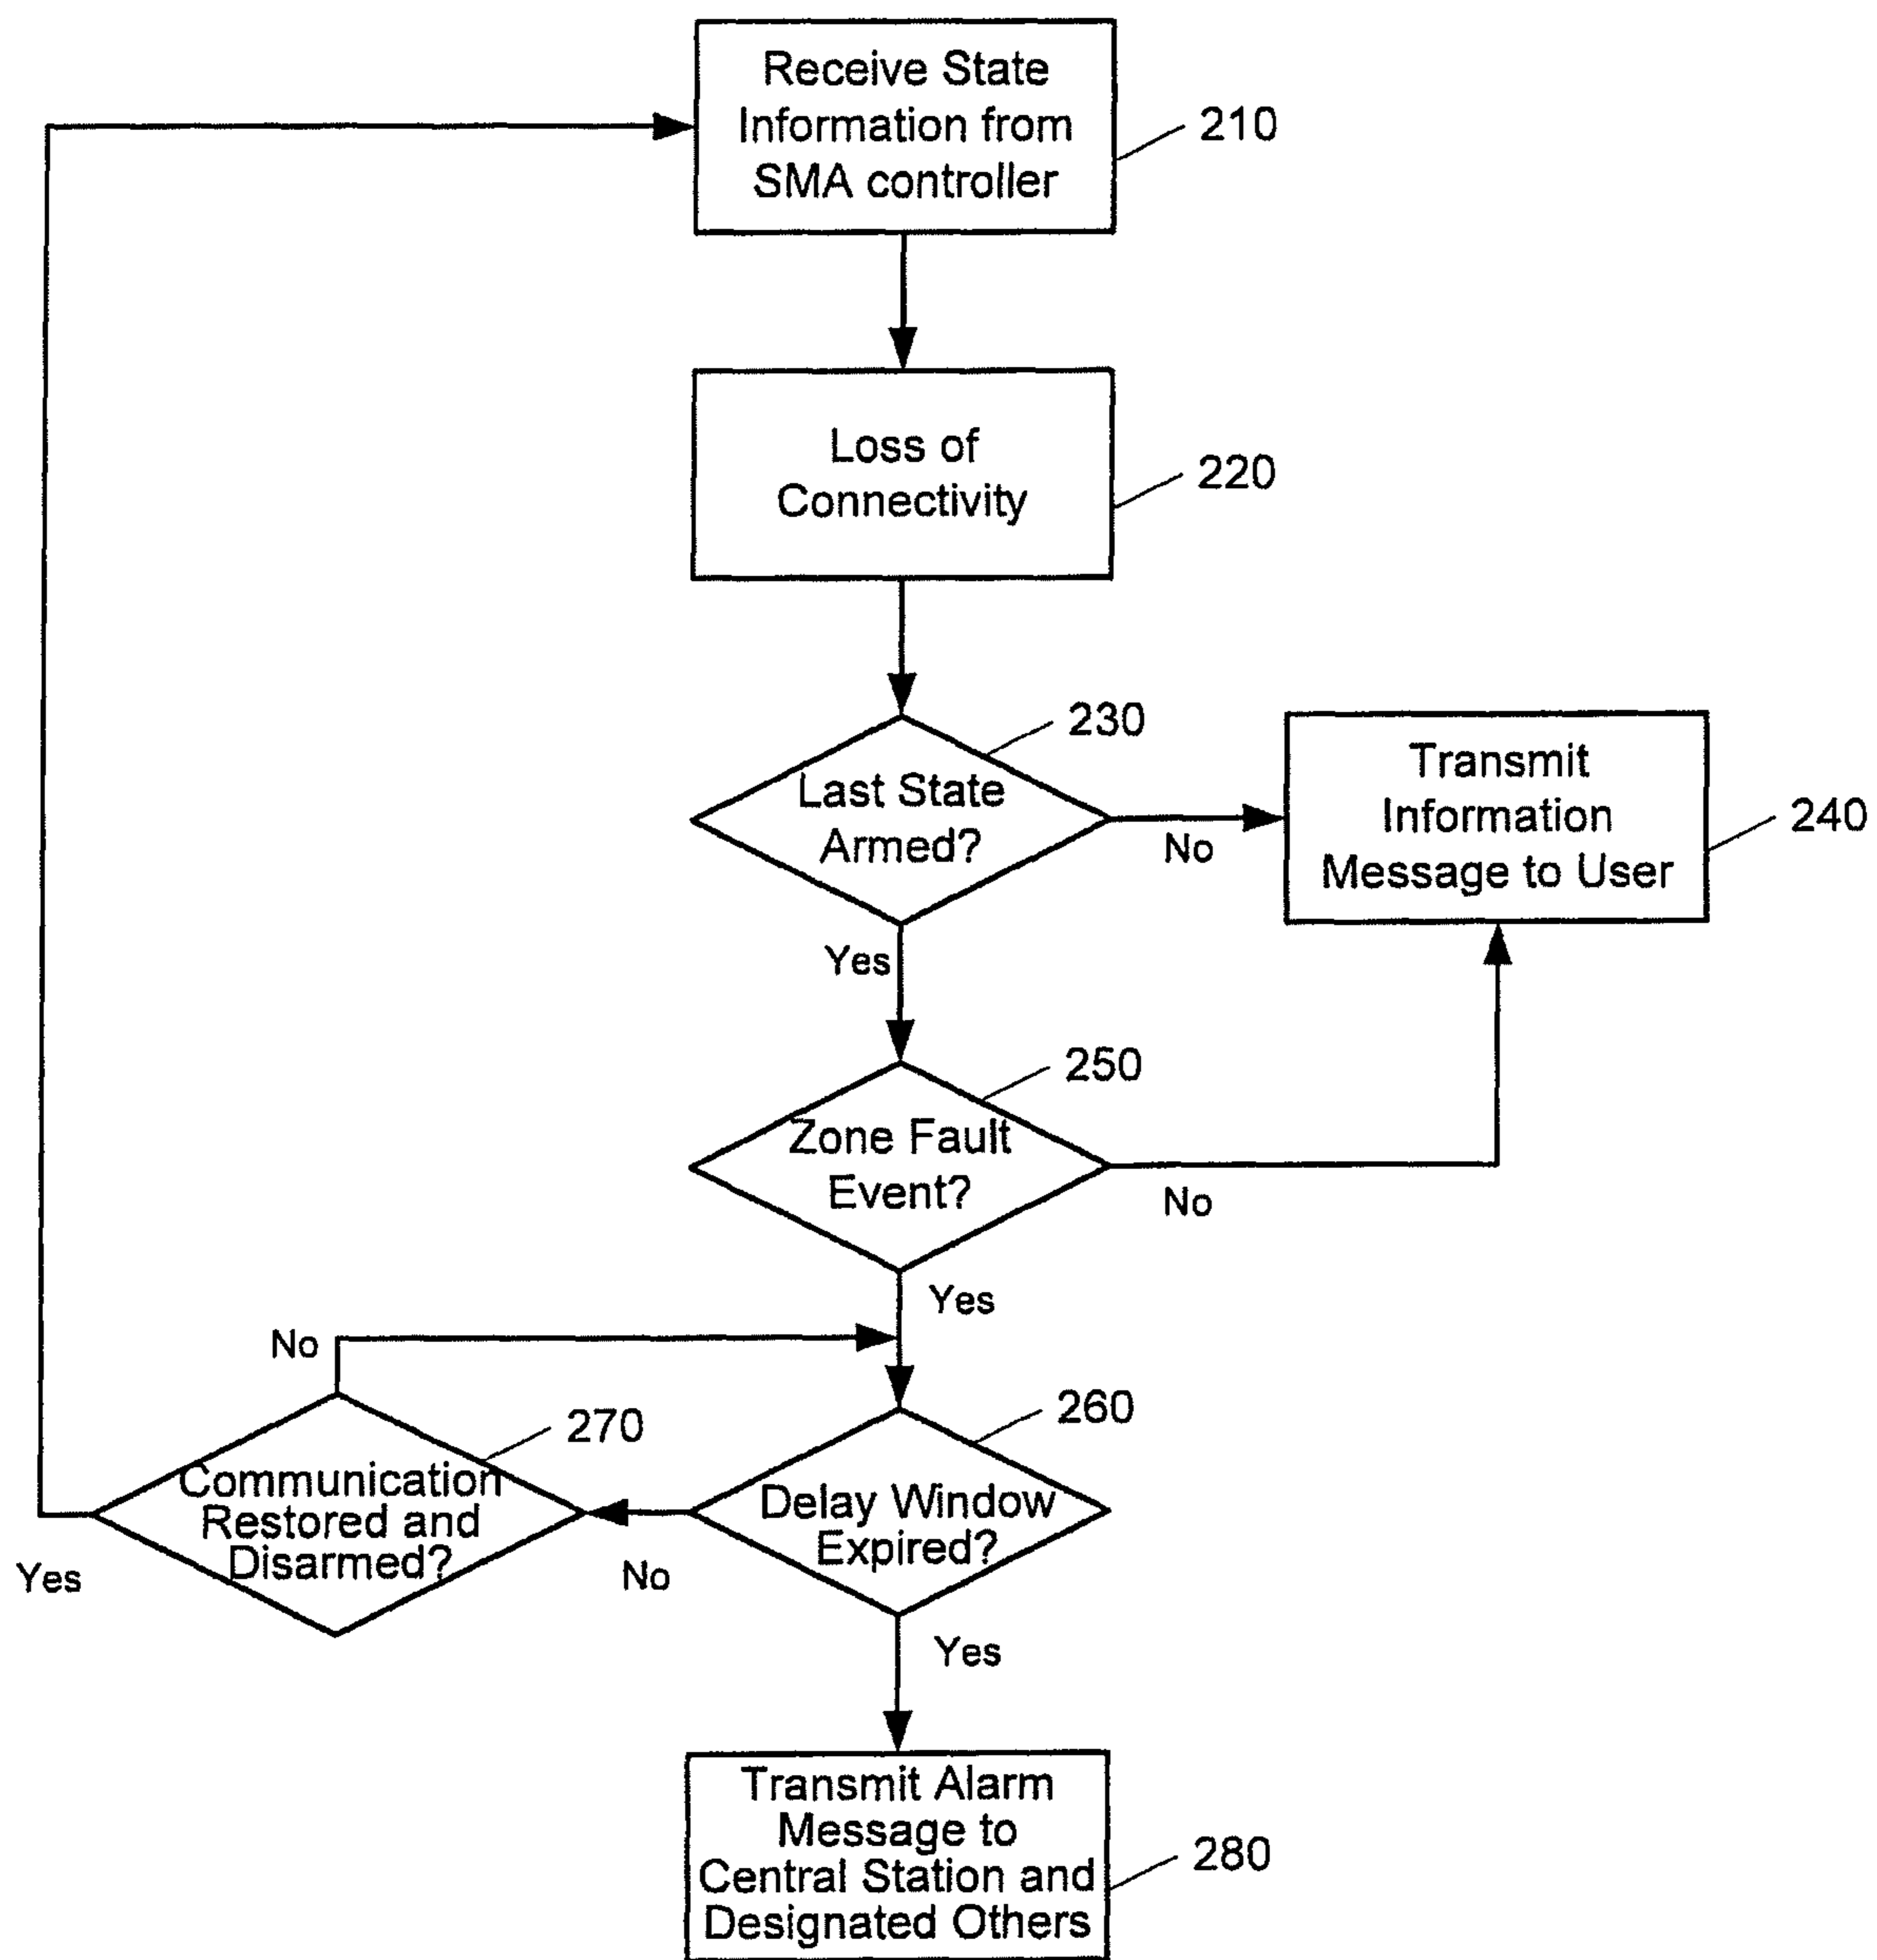 Receive State
Information from
SMA controller
210
Loss of
Connectivity
220
230
Last State
Armed?
No
Yes
Transmit
Information
Message to User
240
250
Zone Fault
Event?
No
Yes
No
260
270
Communication
Restored and
Disarmed?
Yes
Delay Window
Expired?
No
Yes
Transmit Alarm
Message to
Central Station and
Designated Others
280